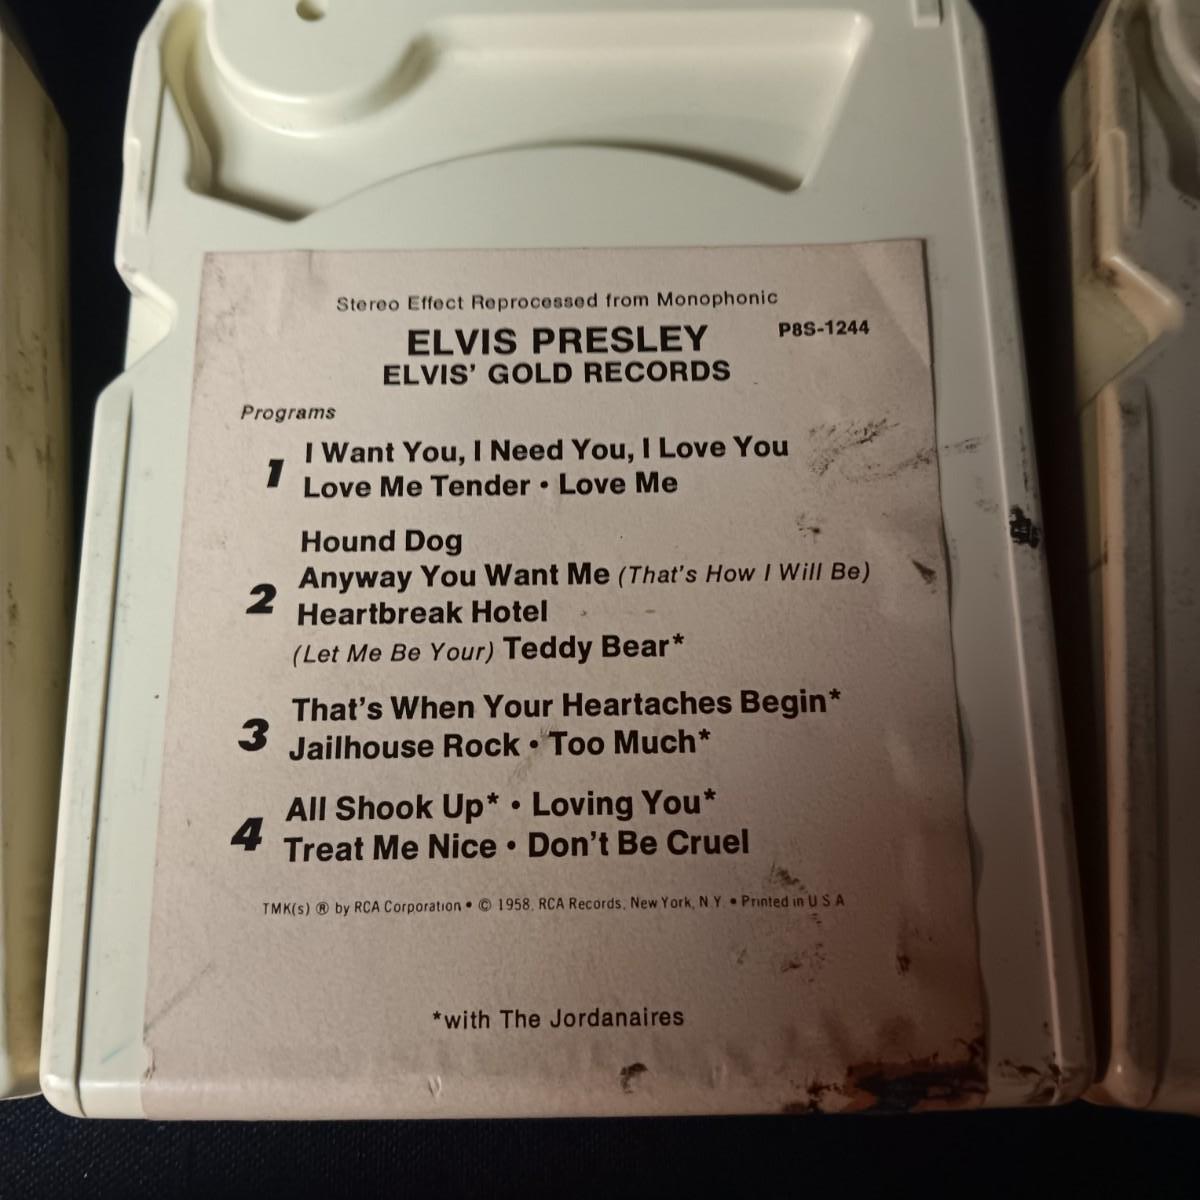 Stereo Effect Reprocessed from Monophonic
ELVIS PRESLEY P8S-1244
ELVIS' GOLD RECORDS
Programs
1 I Want You, I Need You, I Love You
Love Me Tender • Love Me
2 Hound Dog
Anyway You Want Me (That's How I Will Be)
Heartbreak Hotel
(Let Me Be Your) Teddy Bear*
3 That's When Your Heartaches Begin*
Jailhouse Rock • Too Much*
4 All Shook Up* • Loving You*
Treat Me Nice • Don't Be Cruel
TMK(s) ® by RCA Corporation • © 1958, RCA Records, New York, N.Y. • Printed in U S A
*with The Jordanaires